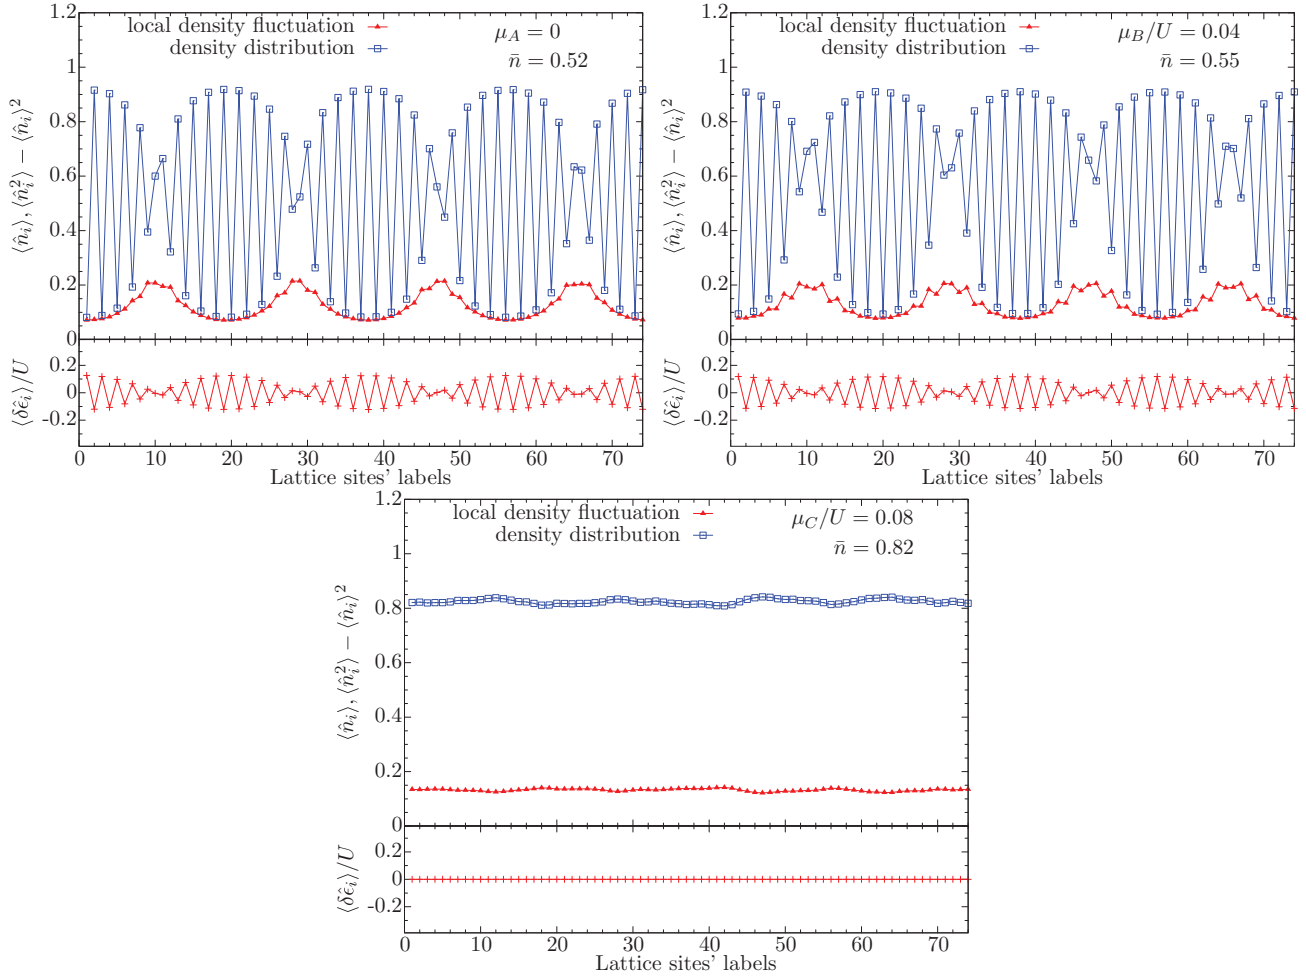 1.2
1
0.8
0.6
0.4
0.2
0
local density fluctuation
density distribution
μ_A = 0
n̄ = 0.52
⟨n̂_i⟩, ⟨n̂_i^2⟩ − ⟨n̂_i⟩^2
0.2
0
-0.2
⟨δϵ̂_i⟩/U
0 10 20 30 40 50 60 70
Lattice sites' labels
1.2
1
0.8
0.6
0.4
0.2
0
local density fluctuation
density distribution
μ_B/U = 0.04
n̄ = 0.55
⟨n̂_i⟩, ⟨n̂_i^2⟩ − ⟨n̂_i⟩^2
0.2
0
-0.2
⟨δϵ̂_i⟩/U
0 10 20 30 40 50 60 70
Lattice sites' labels
1.2
1
0.8
0.6
0.4
0.2
0
local density fluctuation
density distribution
μ_C/U = 0.08
n̄ = 0.82
⟨n̂_i⟩, ⟨n̂_i^2⟩ − ⟨n̂_i⟩^2
0.2
0
-0.2
⟨δϵ̂_i⟩/U
0 10 20 30 40 50 60 70
Lattice sites' labels